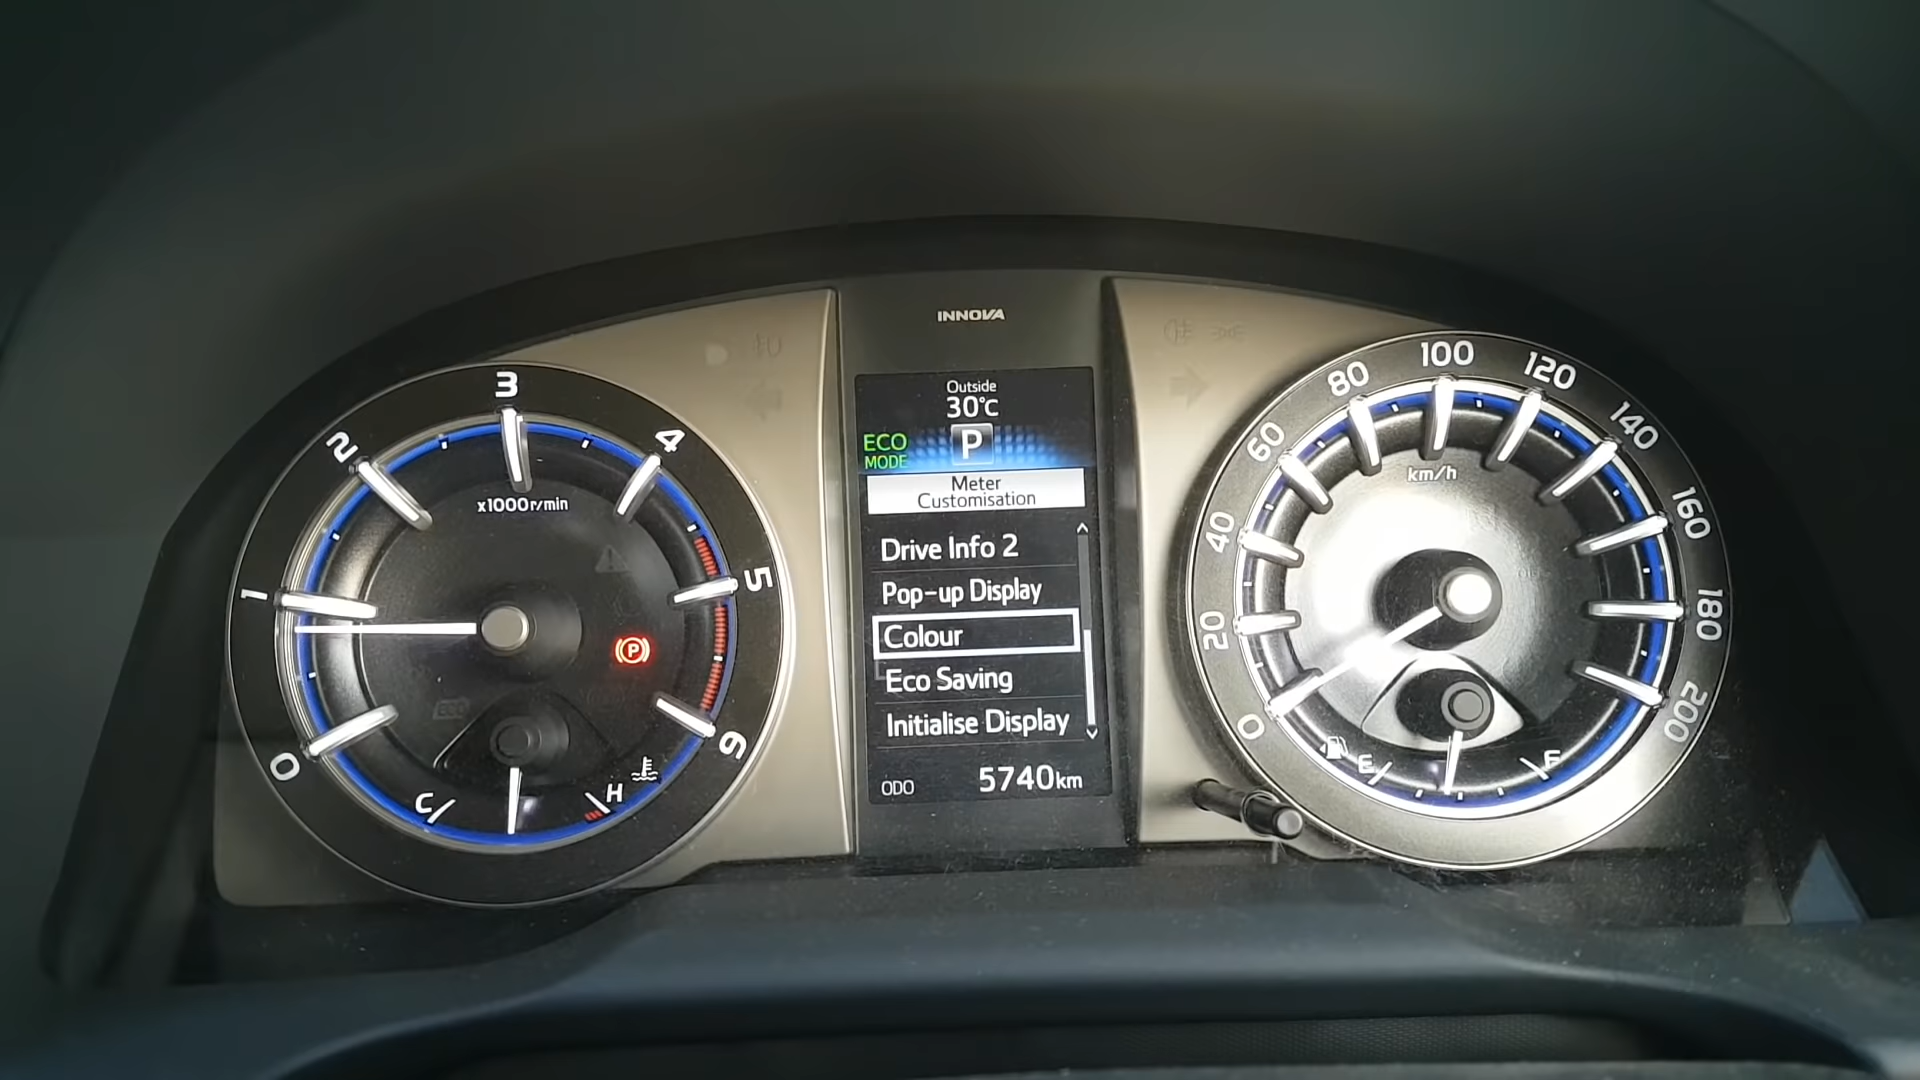 INNOVA
3
2
4
x1000r/min
1
5
P
ECO
0
6
C
H
Outside
30°C
ECO
MODE
P
Meter
Customisation
Drive Info 2
Pop-up Display
Colour
Eco Saving
Initialise Display
ODO 5740km
100
80
120
60
140
km/h
40
160
20
180
0
200
E
F